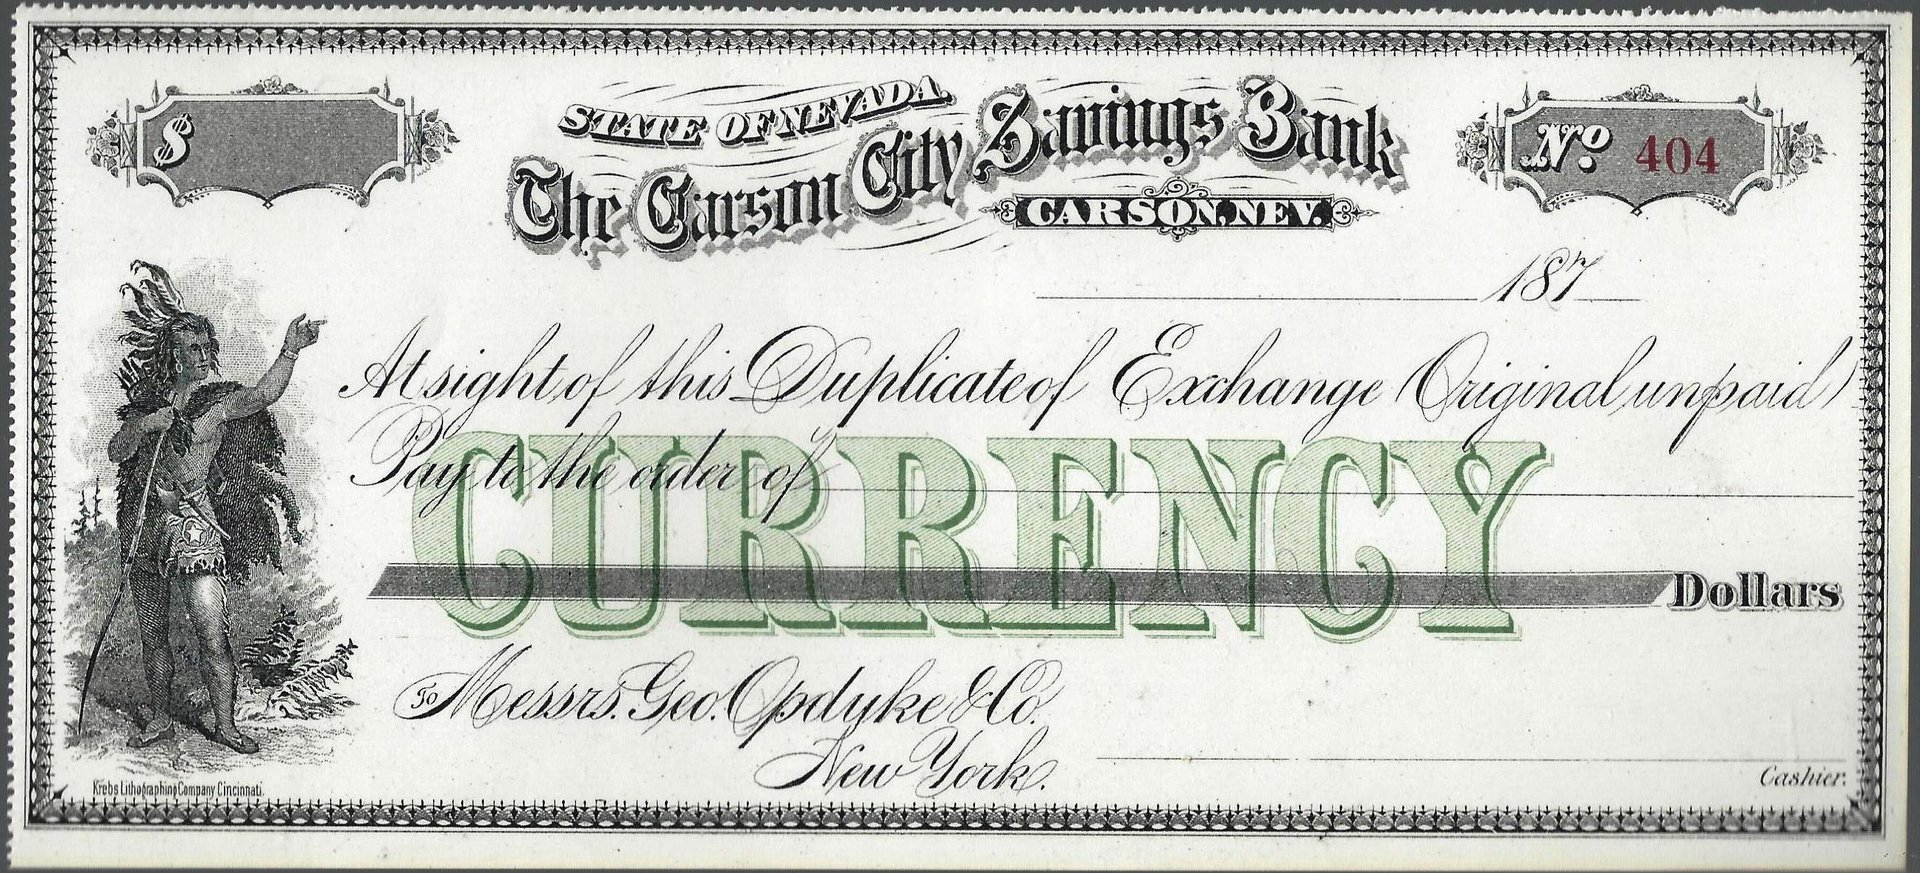 $
STATE OF NEVADA.
The Carson City Savings Bank
CARSON, NEV.
No. 404
187
At sight of this Duplicate of Exchange (Original unpaid)
Pay to the order of
CURRENCY
Dollars
To Messrs. Geo. Opdyke & Co.
New York.
Cashier.
Krebs Lithographing Company Cincinnati.